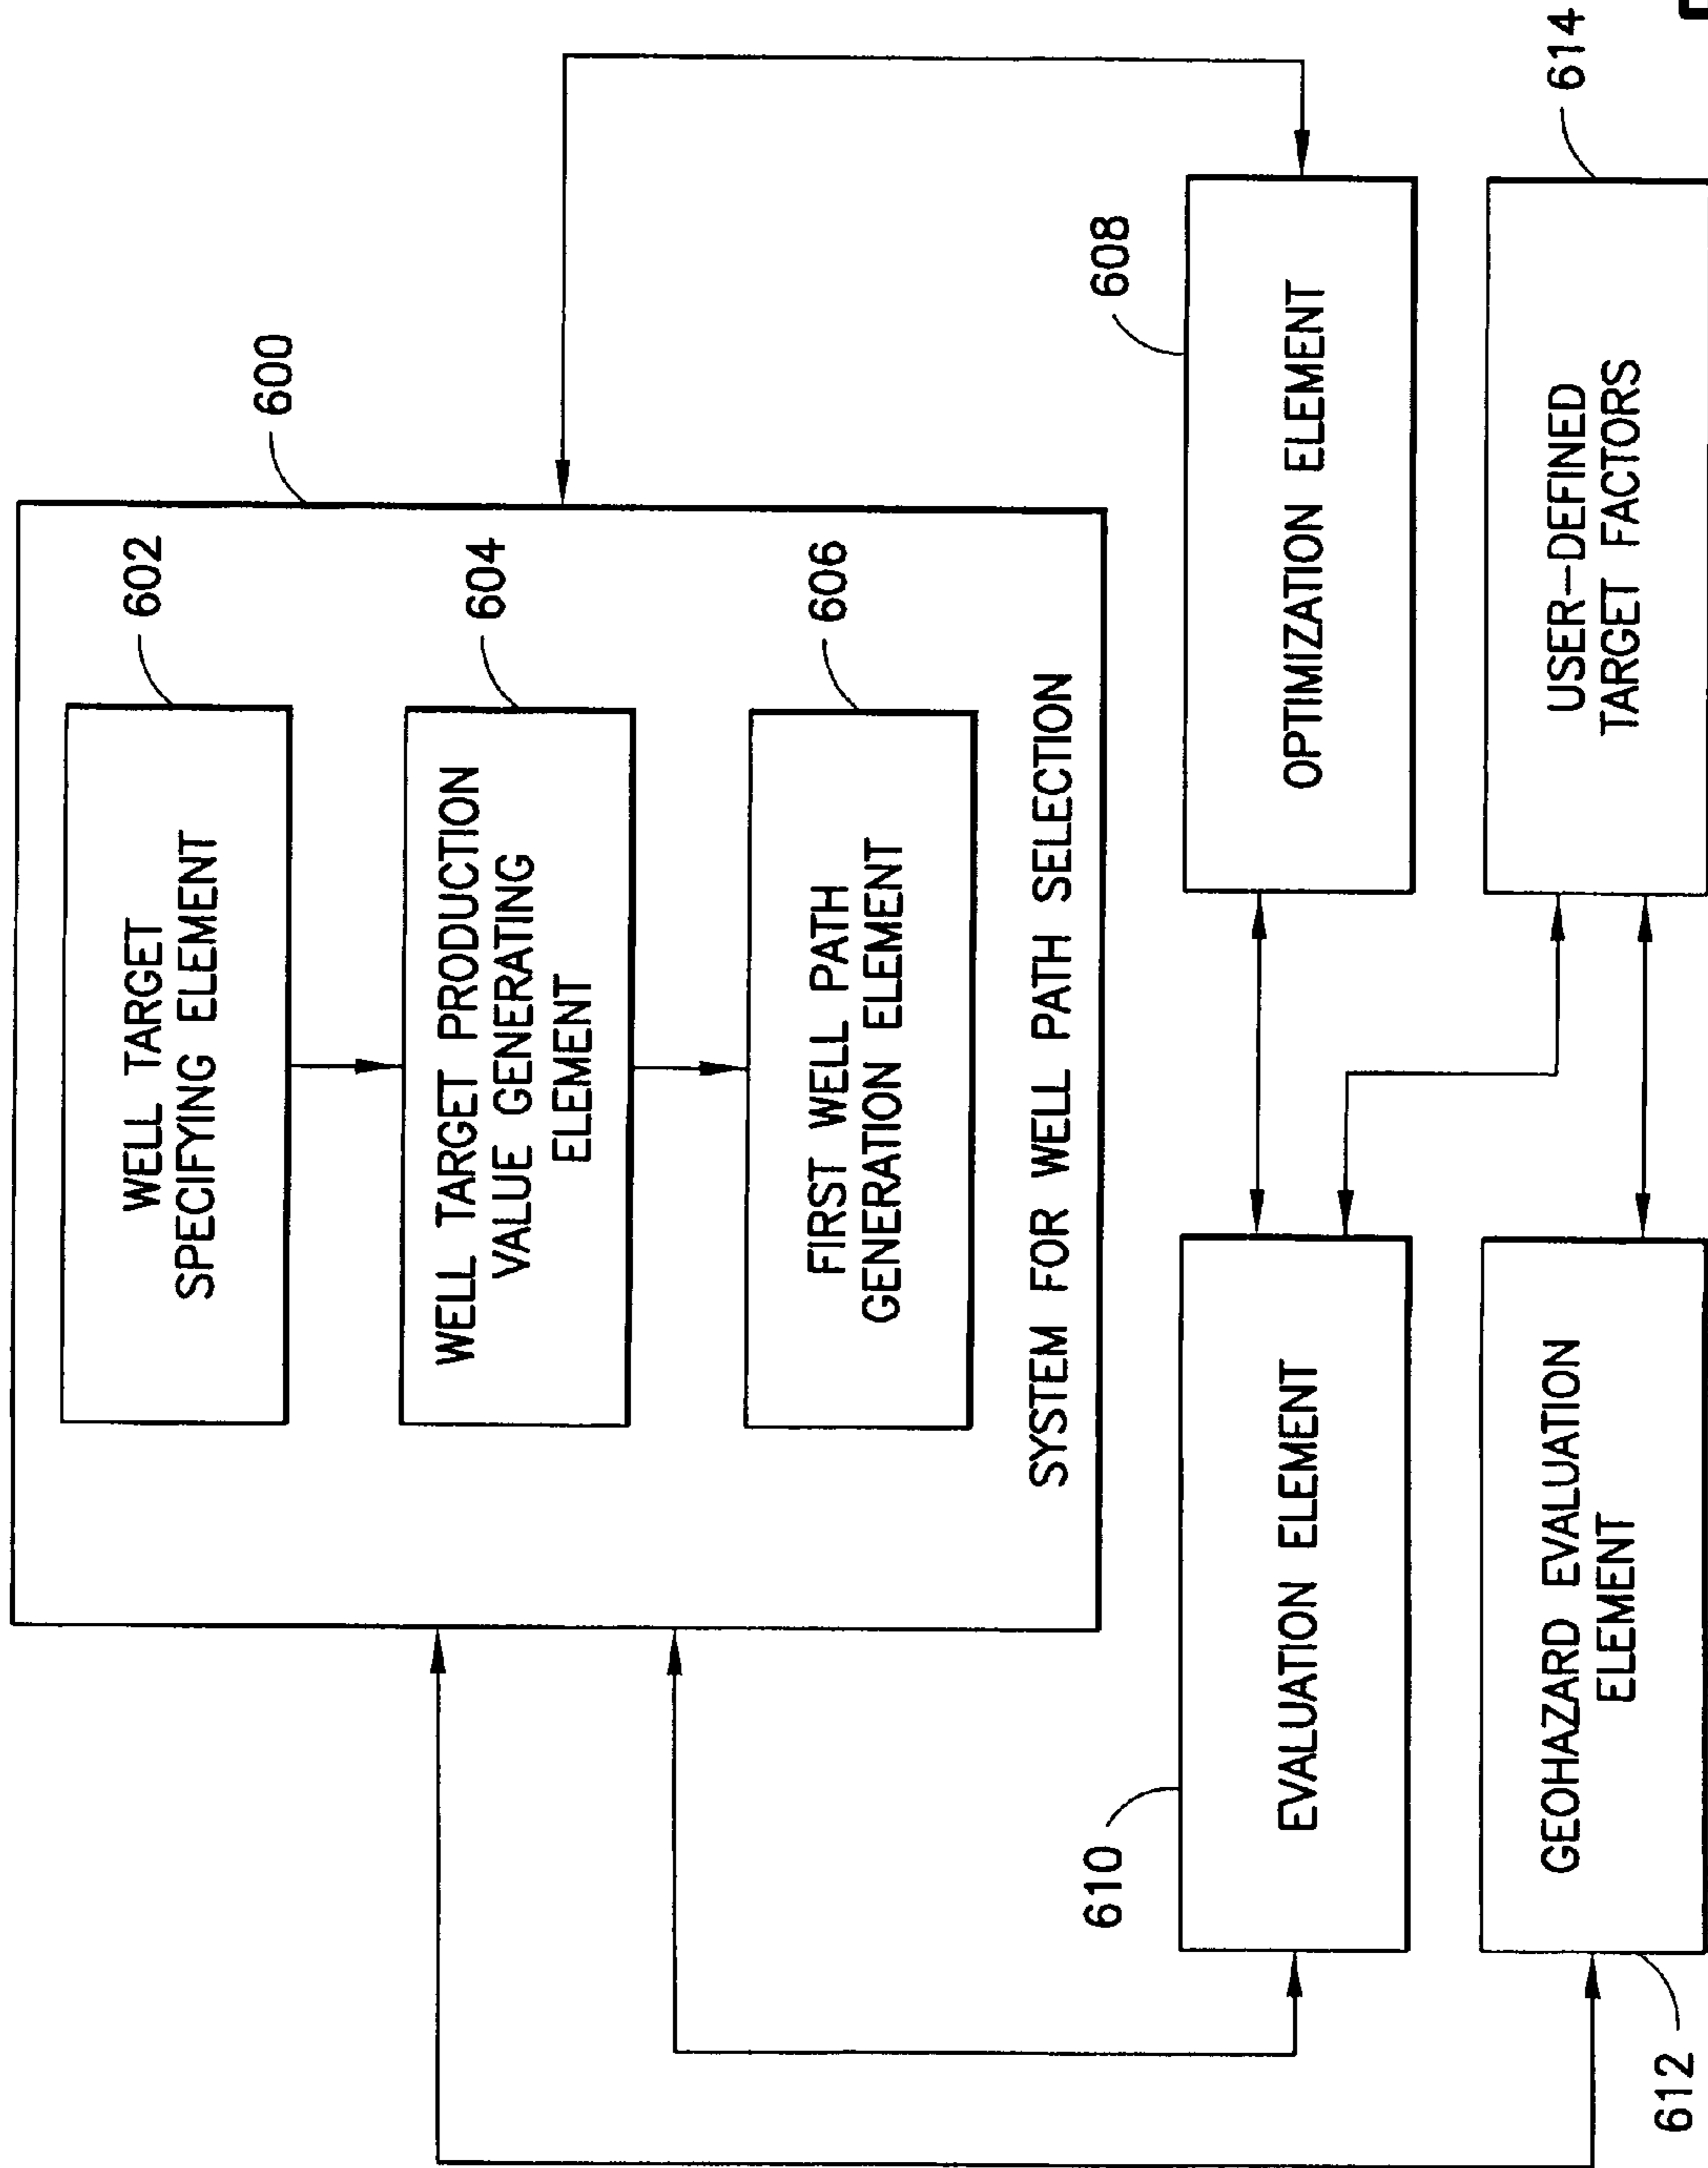 600
602
WELL TARGET
SPECIFYING ELEMENT
604
WELL TARGET PRODUCTION
VALUE GENERATING
ELEMENT
606
FIRST WELL PATH
GENERATION ELEMENT
SYSTEM FOR WELL PATH SELECTION
610
EVALUATION ELEMENT
608
OPTIMIZATION ELEMENT
612
GEOHAZARD EVALUATION
ELEMENT
614
USER-DEFINED
TARGET FACTORS